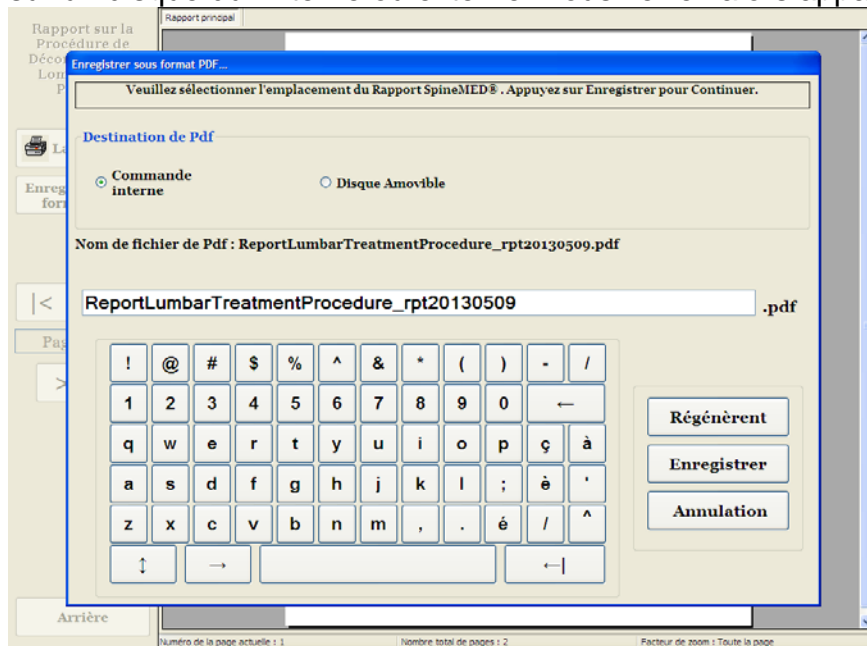 Rapport principal
Rapport sur la
Procédure de
Enregistrer sous format PDF...
Veuillez sélectionner l'emplacement du Rapport SpineMED® . Appuyez sur Enregistrer pour Continuer.
Destination de Pdf
Commande
interne
Disque Amovible
Nom de fichier de Pdf : ReportLumbarTreatmentProcedure_rpt20130509.pdf
ReportLumbarTreatmentProcedure_rpt20130509
.pdf
|<
>
! @ # $ % ^ & * ( ) - /
1 2 3 4 5 6 7 8 9 0 ←
q w e r t y u i o p ç à
a s d f g h j k l ; è '
z x c v b n m , . é / ^
↕ → ←|
Régénèrent
Enregistrer
Annulation
Arrière
Numéro de la page actuelle : 1 Nombre total de pages : 2 Facteur de zoom : Toute la page